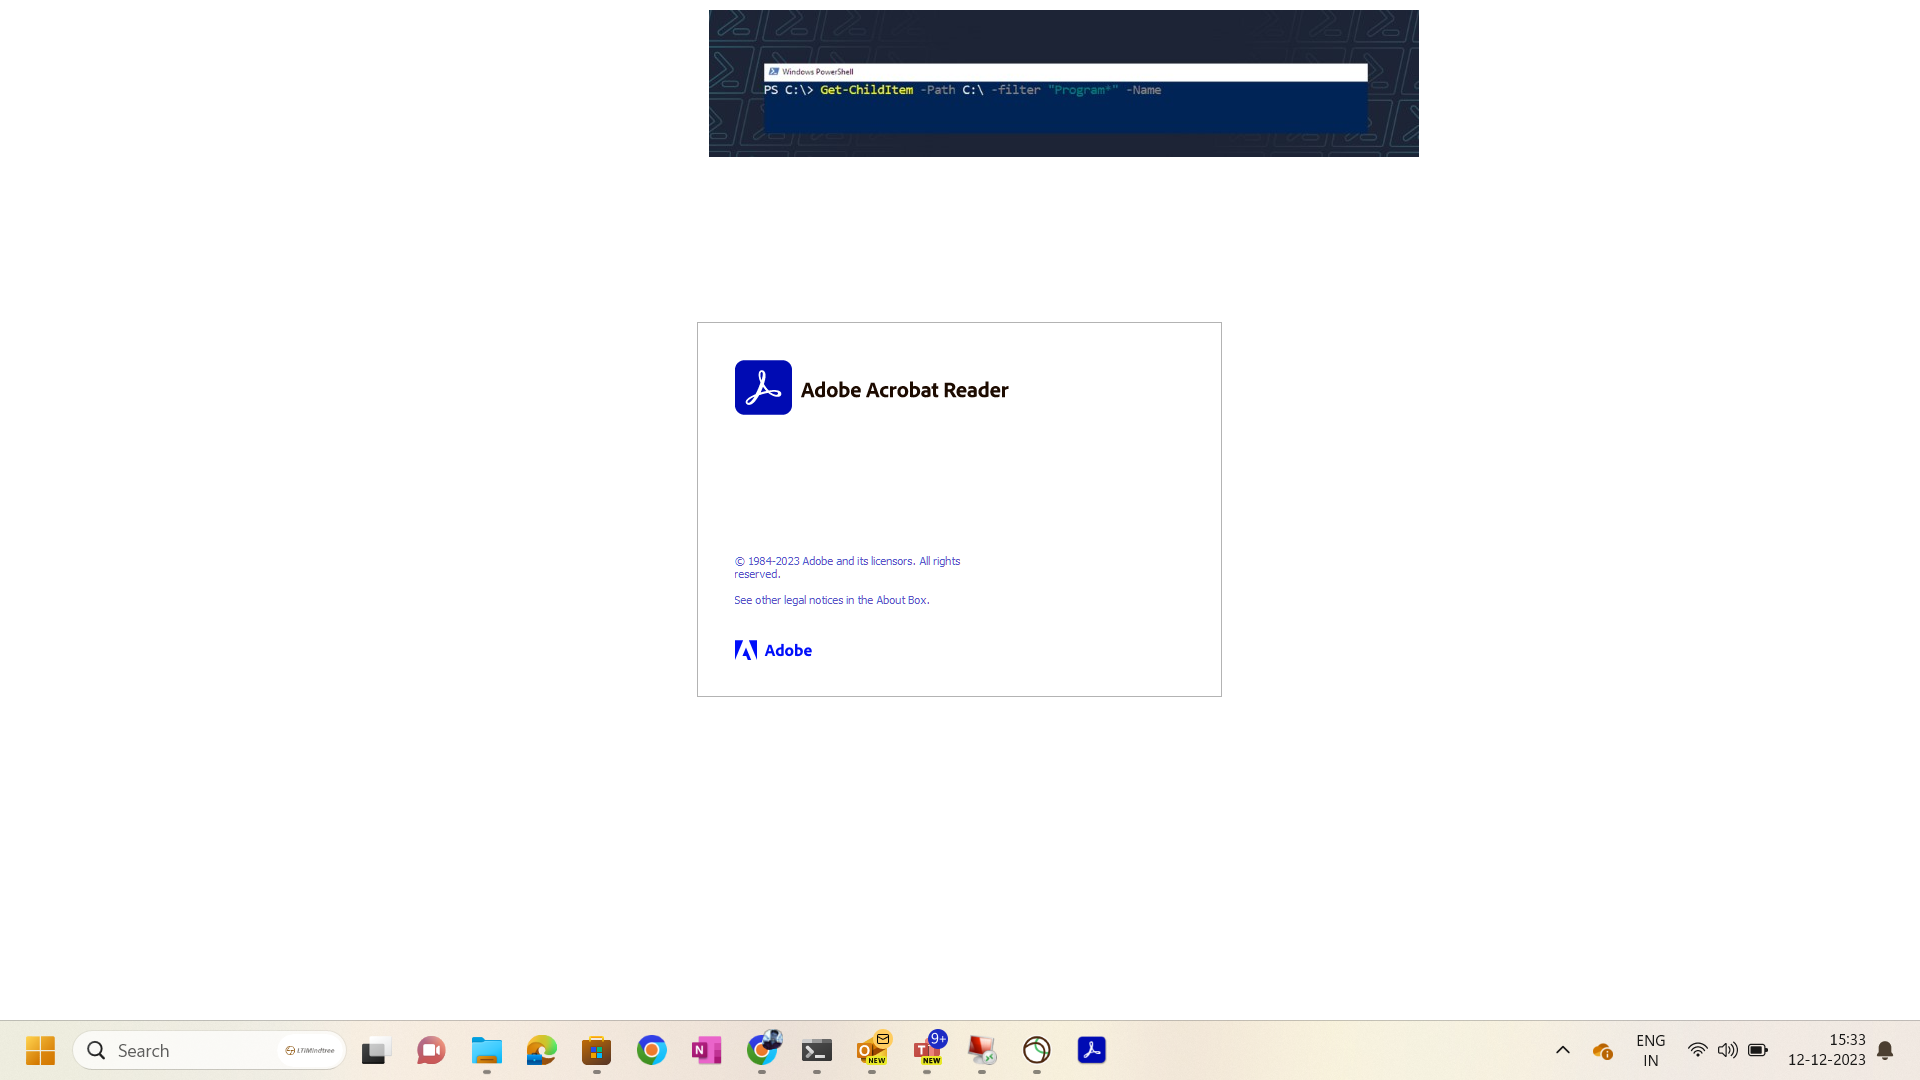 Windows PowerShell
PS C:\> Get-ChildItem -Path C:\ -filter "Program*" -Name
Adobe Acrobat Reader
© 1984-2023 Adobe and its licensors. All rights
reserved.
See other legal notices in the About Box.
Adobe
Search
LTIMindtree
N
O
NEW
T
9+
NEW
ENG
IN
15:33
12-12-2023